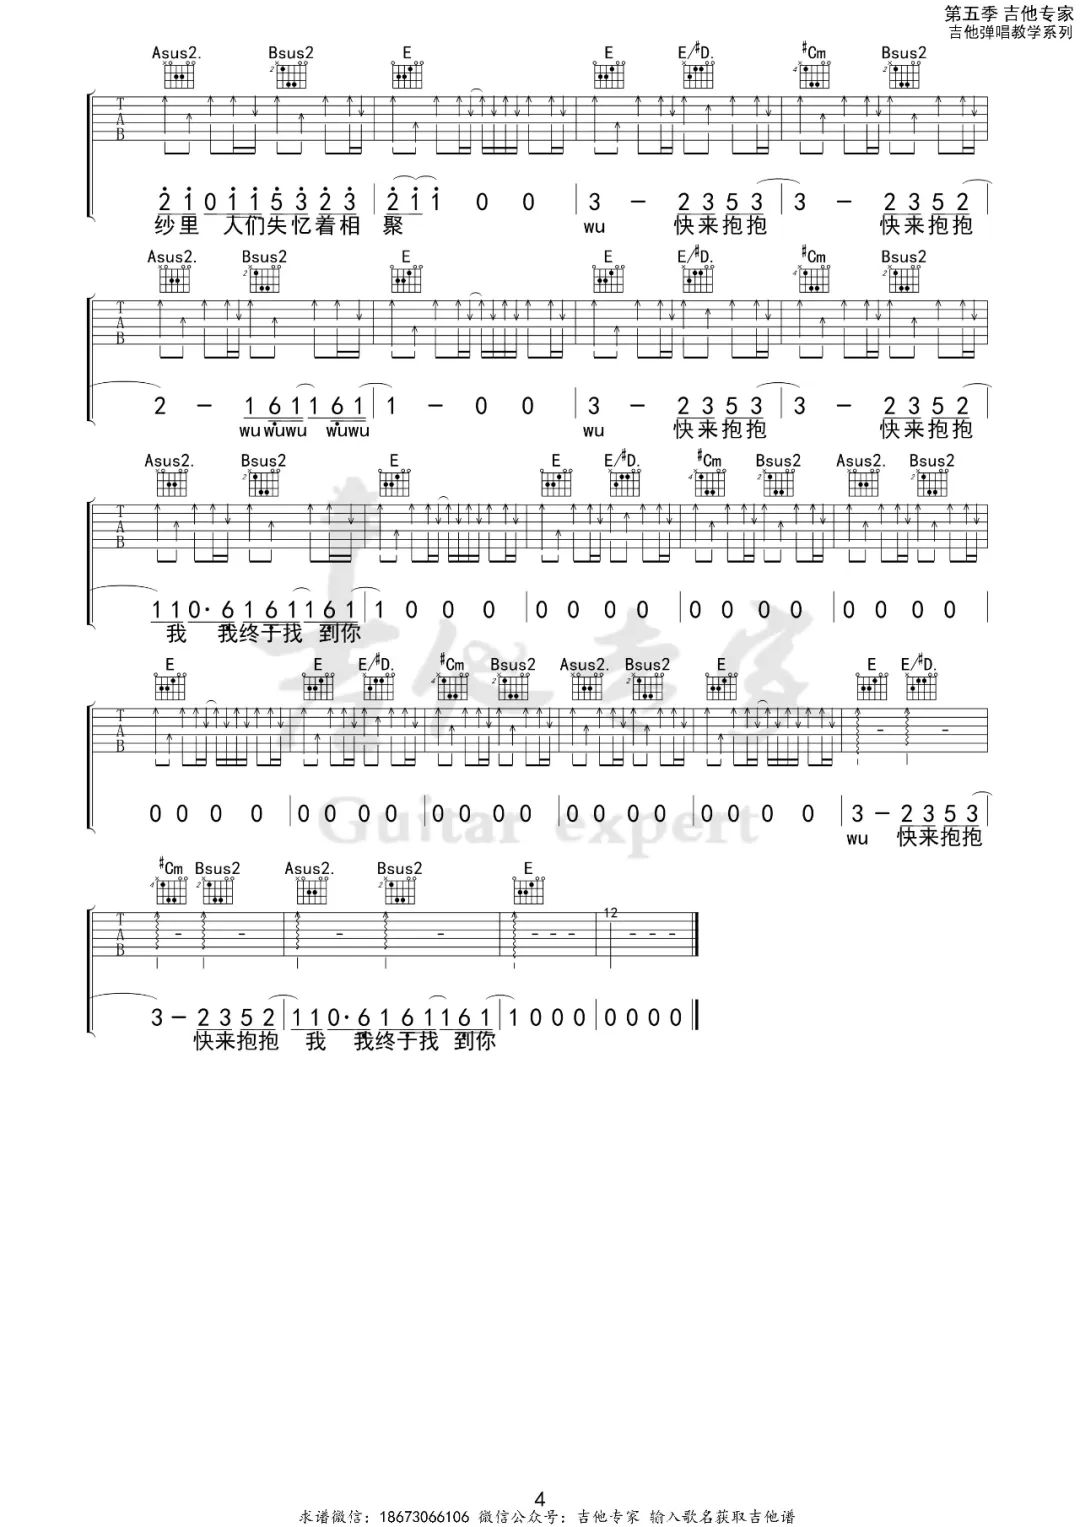 第五季 吉他专家
吉他弹唱教学系列
Asus2. Bsus2 E E E/#D. #Cm Bsus2
T A B
2 1 0 1 1 5 3 2 3 | 2 1 1 0 0 | 3 - 2 3 5 3 | 3 - 2 3 5 2
纱里 人们失忆着相 聚 wu 快来抱抱 快来抱抱
Asus2. Bsus2 E E E/#D. #Cm Bsus2
T A B
2 - 1 6 1 1 6 1 | 1 - 0 0 | 3 - 2 3 5 3 | 3 - 2 3 5 2
wuwuwu wuwu wu 快来抱抱 快来抱抱
Asus2. Bsus2 E E E/#D. #Cm Bsus2 Asus2. Bsus2
T A B
1 1 0· 6 1 6 1 1 6 1 | 1 0 0 0 | 0 0 0 0 | 0 0 0 0 | 0 0 0 0
我 我终于找 到你
吉他专家
E E E/#D. #Cm Bsus2 Asus2. Bsus2 E E E/#D.
T A B
0 0 0 0 | 0 0 0 0 | 0 0 0 0 | 0 0 0 0 | 0 0 0 0 | 3 - 2 3 5 3
Guitar expert
wu 快来抱抱
#Cm Bsus2 Asus2. Bsus2 E
T A B 12
3 - 2 3 5 2 | 1 1 0· 6 1 6 1 1 6 1 | 1 0 0 0 | 0 0 0 0
快来抱抱 我 我终于找 到你
4
求谱微信：18673066106 微信公众号：吉他专家 输入歌名获取吉他谱